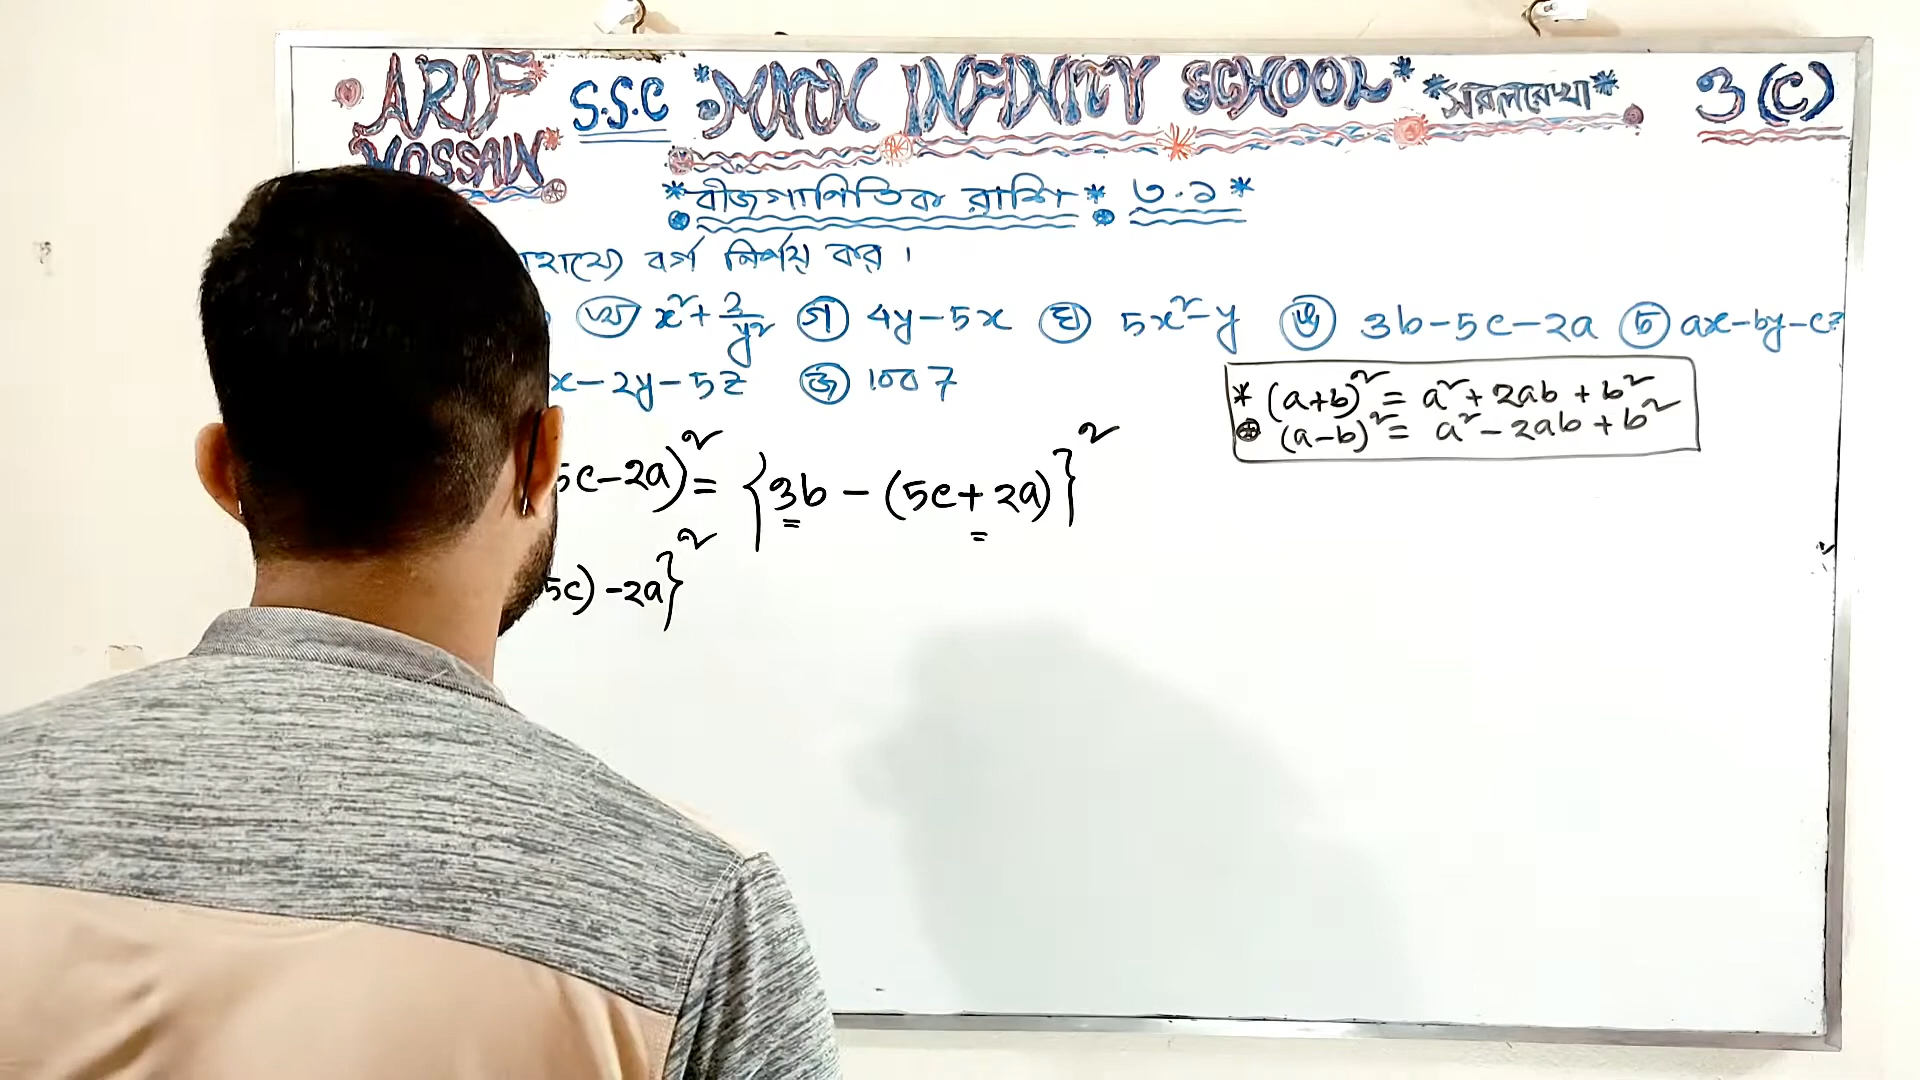 ARIF S.S.C MATH INFINITY SCHOOL *সরলরেখা* 3(C)
HOSSAIN
*বীজগাণিতিক রাশি* ৩.১*
বর্গ নির্ণয় কর।
(খ) x²+2/y² (গ) 4y-5x (ঘ) 5x²-y (ঙ) 3b-5c-2a (চ) ax-by-cz
x-2y-5z (জ) 1007
* (a+b)² = a²+2ab+b²
(a-b)² = a²-2ab+b²
5c-2a)² = {3b-(5c+2a)}²
5c)-2a}²